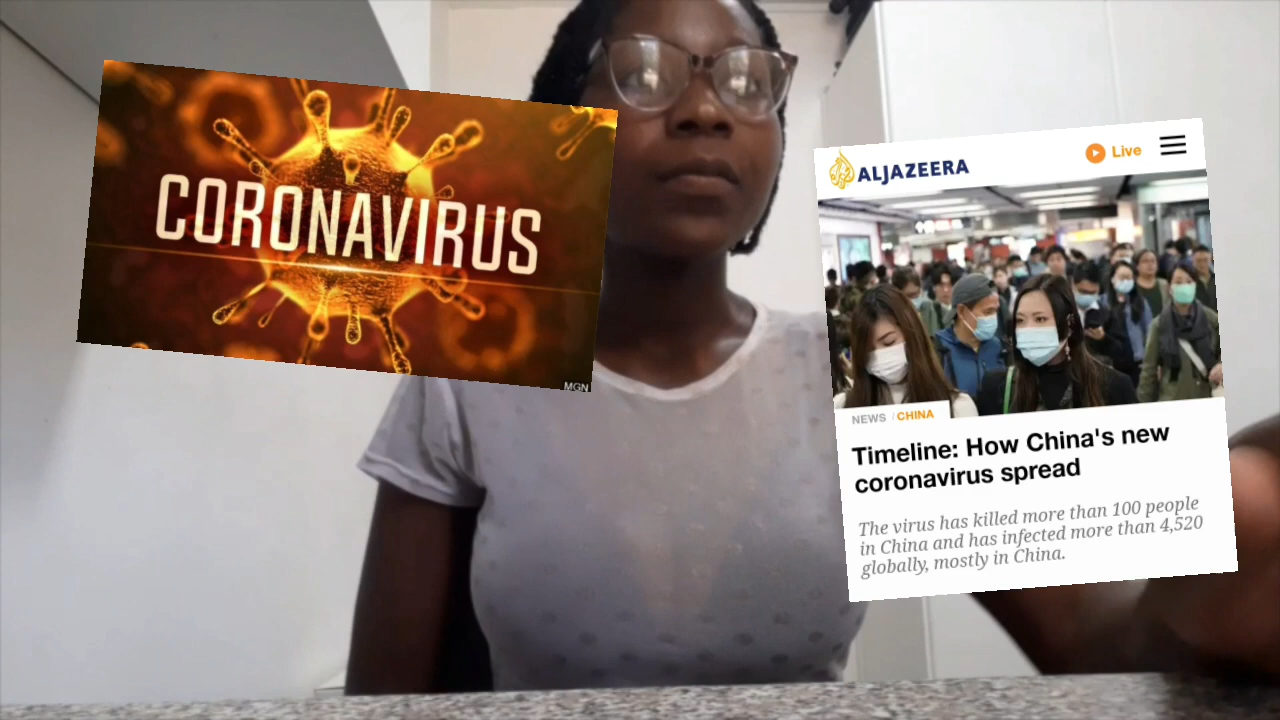 CORONAVIRUS
MGN
ALJAZEERA
Live
NEWS / CHINA
Timeline: How China's new
coronavirus spread
The virus has killed more than 100 people
in China and has infected more than 4,520
globally, mostly in China.